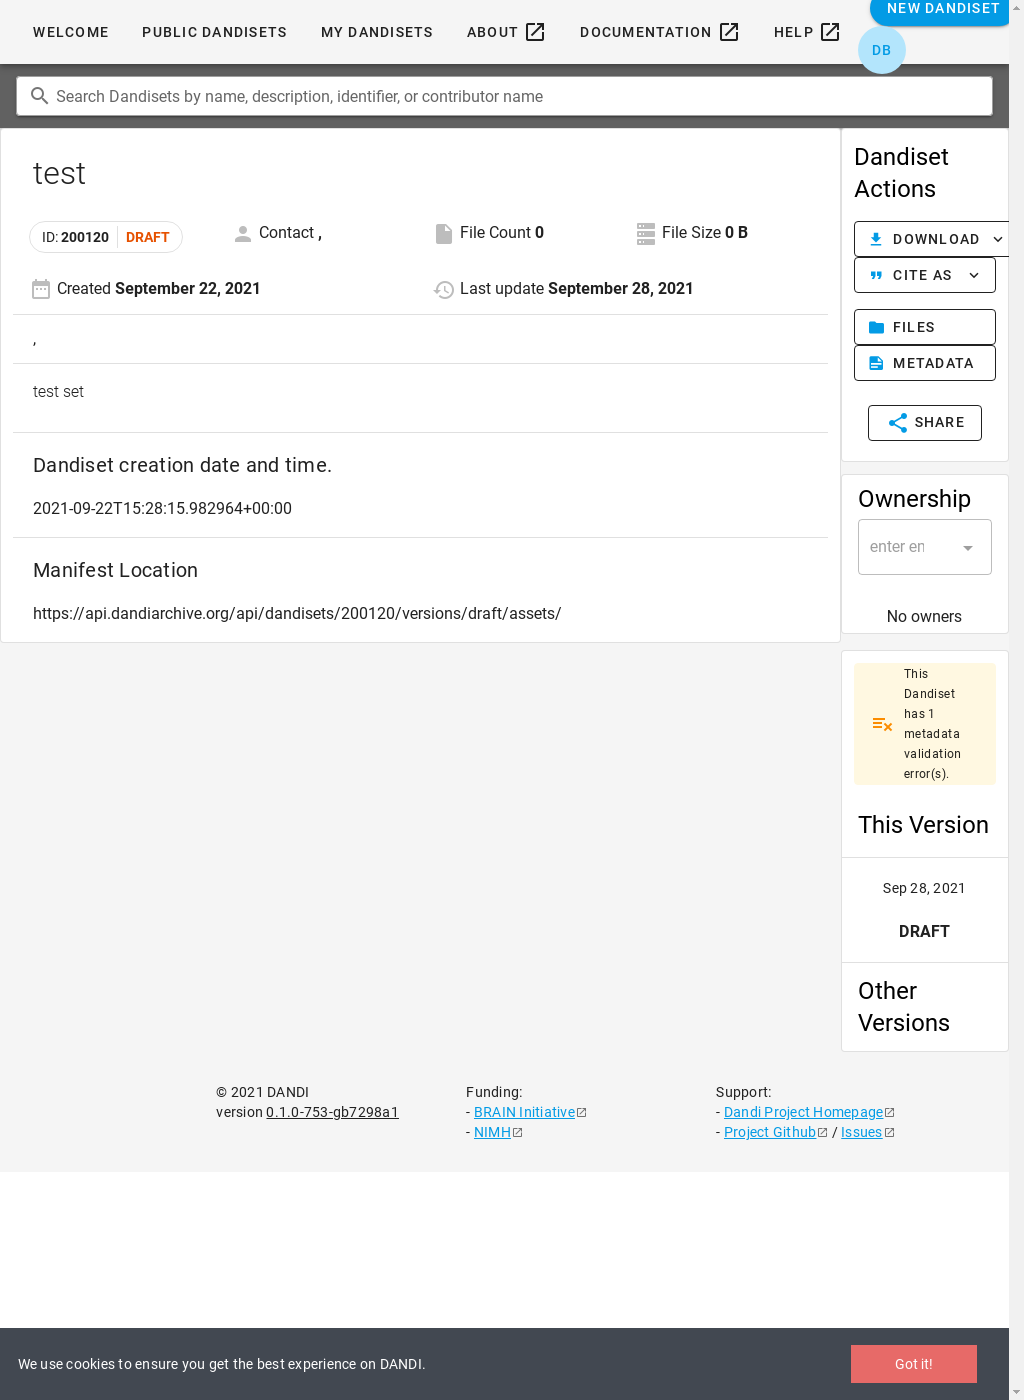 WELCOME PUBLIC DANDISETS MY DANDISETS ABOUT DOCUMENTATION HELP NEW DANDISET
DB
Search Dandisets by name, description, identifier, or contributor name
test
ID: 200120 DRAFT
Contact ,
File Count 0
File Size 0 B
Created September 22, 2021
Last update September 28, 2021
,
test set
Dandiset creation date and time.
2021-09-22T15:28:15.982964+00:00
Manifest Location
https://api.dandiarchive.org/api/dandisets/200120/versions/draft/assets/
Dandiset
Actions
DOWNLOAD
CITE AS
FILES
METADATA
SHARE
Ownership
enter en
No owners
This
Dandiset
has 1
metadata
validation
error(s).
This Version
Sep 28, 2021
DRAFT
Other
Versions
© 2021 DANDI
version 0.1.0-753-gb7298a1
Funding:
- BRAIN Initiative
- NIMH
Support:
- Dandi Project Homepage
- Project Github / Issues
We use cookies to ensure you get the best experience on DANDI.
Got it!